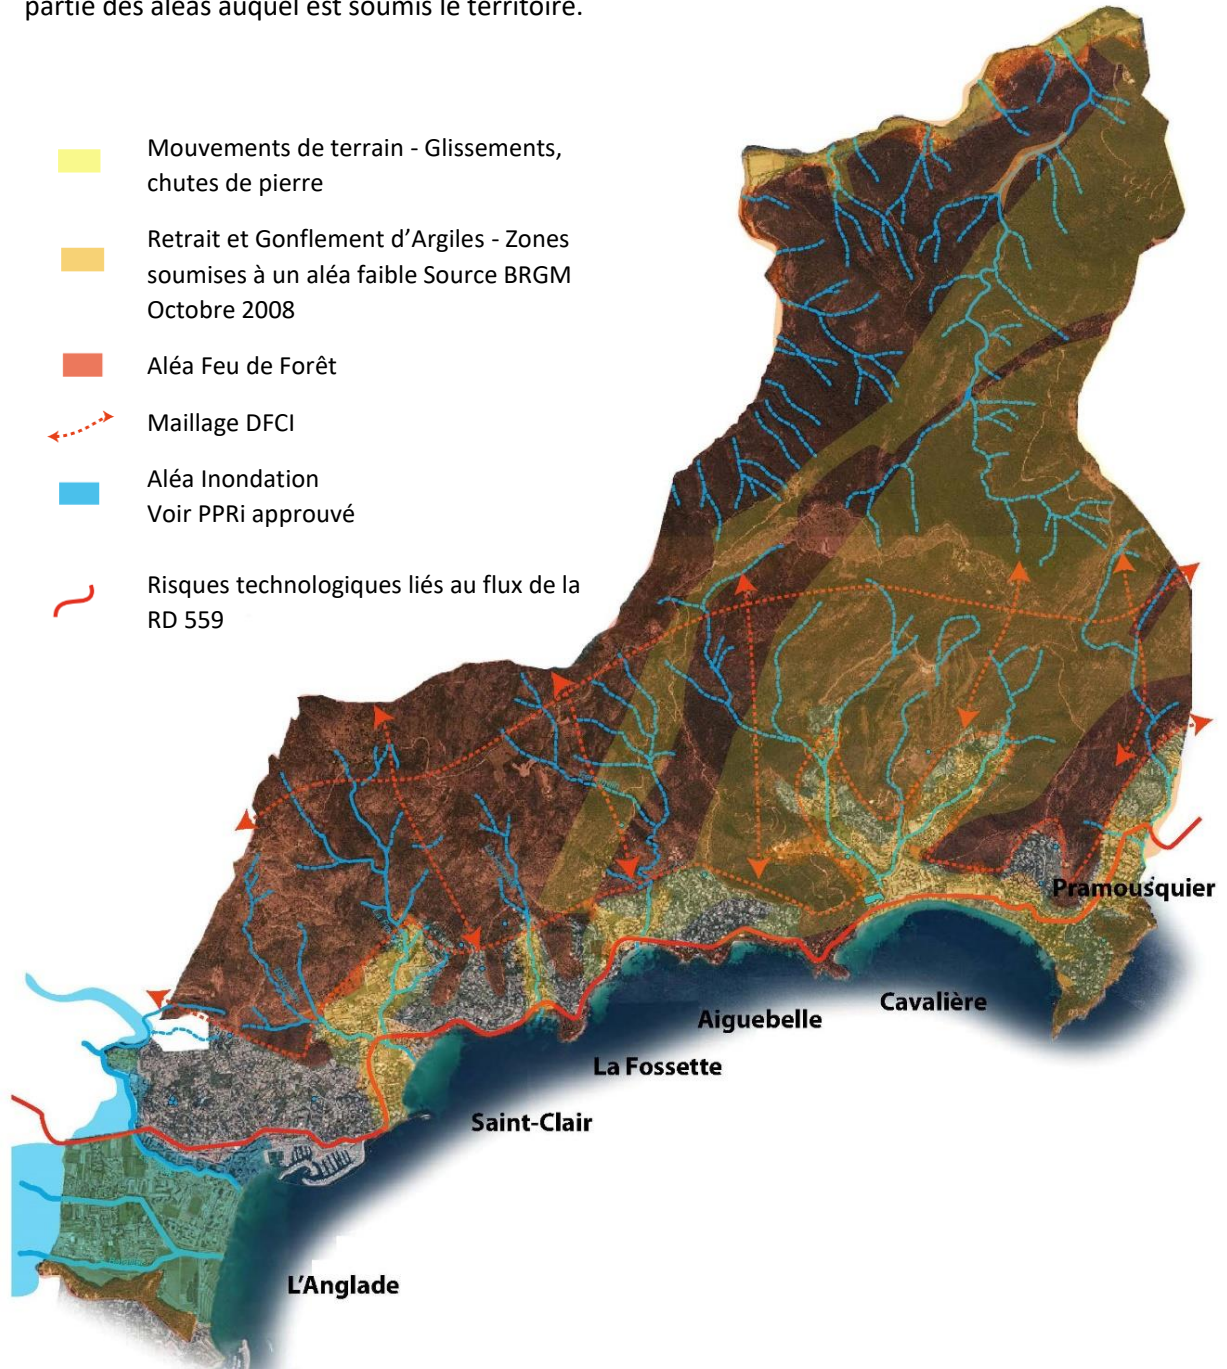 partie des aléas auquel est soumis le territoire.
Mouvements de terrain - Glissements,
chutes de pierre
Retrait et Gonflement d’Argiles - Zones
soumises à un aléa faible Source BRGM
Octobre 2008
Aléa Feu de Forêt
Maillage DFCI
Aléa Inondation
Voir PPRi approuvé
Risques technologiques liés au flux de la
RD 559
Pramousquier
Cavalière
Aiguebelle
La Fossette
Saint-Clair
L’Anglade